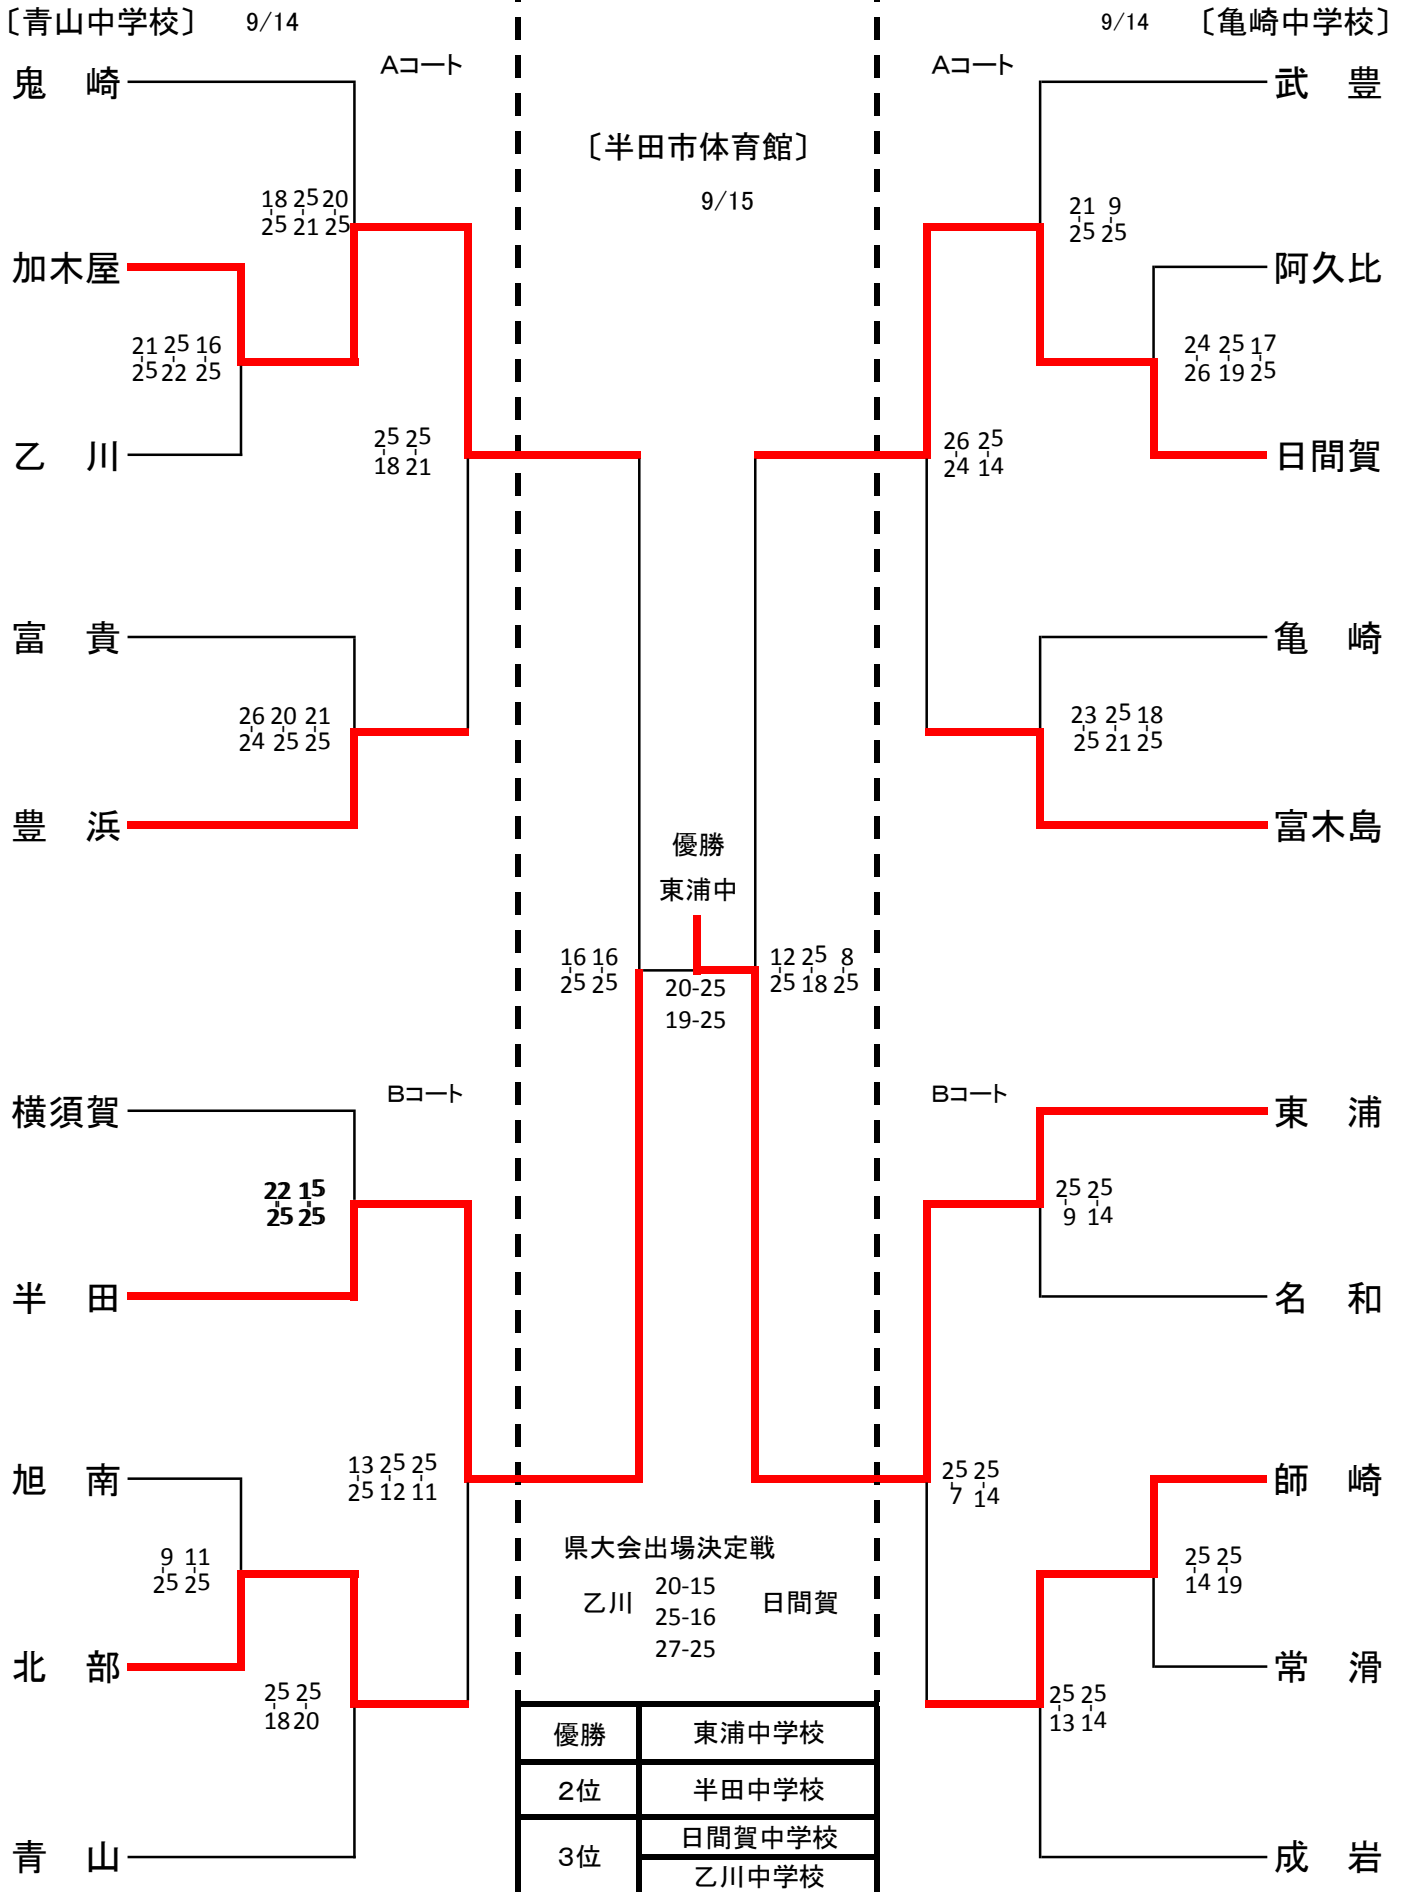 〔青山中学校〕 9/14
9/14 〔亀崎中学校〕
Aコート
Aコート
鬼 崎
武 豊
〔半田市体育館〕
9/15
18 25 20
25 21 25
21 9
25 25
加木屋
阿久比
21 25 16
25 22 25
24 25 17
26 19 25
25 25
18 21
26 25
24 14
乙 川
日間賀
富 貴
亀 崎
26 20 21
24 25 25
23 25 18
25 21 25
豊 浜
富木島
優勝
東浦中
16 16
25 25
20-25
19-25
12 25 8
25 18 25
Bコート
Bコート
横須賀
東 浦
22 15
25 25
25 25
9 14
半 田
名 和
旭 南
師 崎
13 25 25
25 12 11
25 25
7 14
9 11
25 25
25 25
14 19
県大会出場決定戦
乙川 20-15 日間賀
25-16
27-25
北 部
常 滑
25 25
18 20
25 25
13 14
優勝 東浦中学校
2位 半田中学校
3位 日間賀中学校
乙川中学校
青 山
成 岩